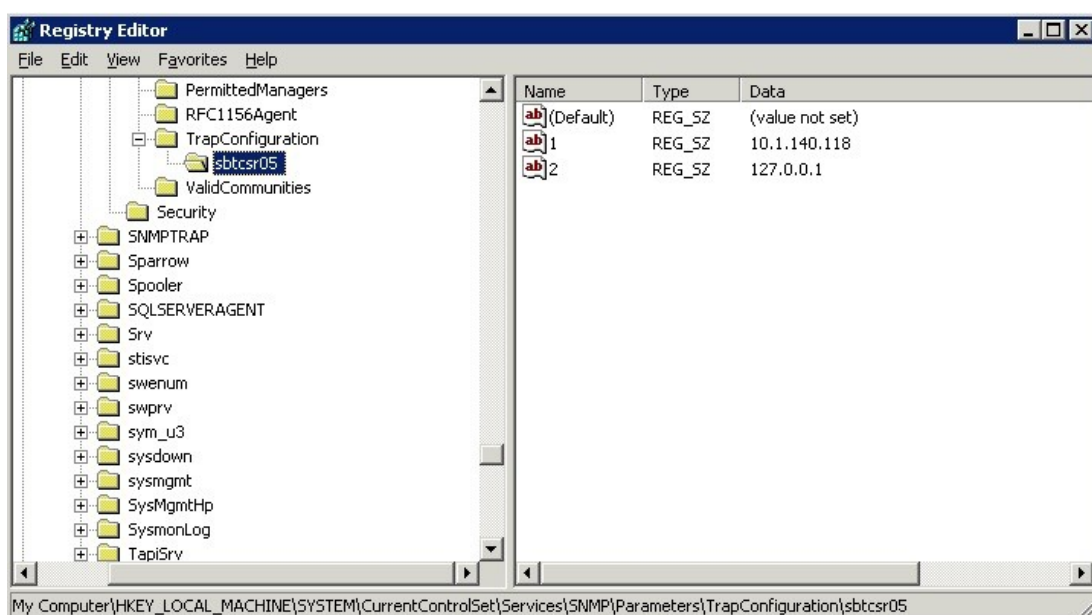 Registry Editor
File Edit View Favorites Help
PermittedManagers
RFC1156Agent
TrapConfiguration
sbtcsr05
ValidCommunities
Security
SNMPTRAP
Sparrow
Spooler
SQLSERVERAGENT
Srv
stisvc
swenum
swprv
sym_u3
sysdown
sysmgmt
SysMgmtHp
SysmonLog
TapiSrv
Name Type Data
ab (Default) REG_SZ (value not set)
ab 1 REG_SZ 10.1.140.118
ab 2 REG_SZ 127.0.0.1
My Computer\HKEY_LOCAL_MACHINE\SYSTEM\CurrentControlSet\Services\SNMP\Parameters\TrapConfiguration\sbtcsr05